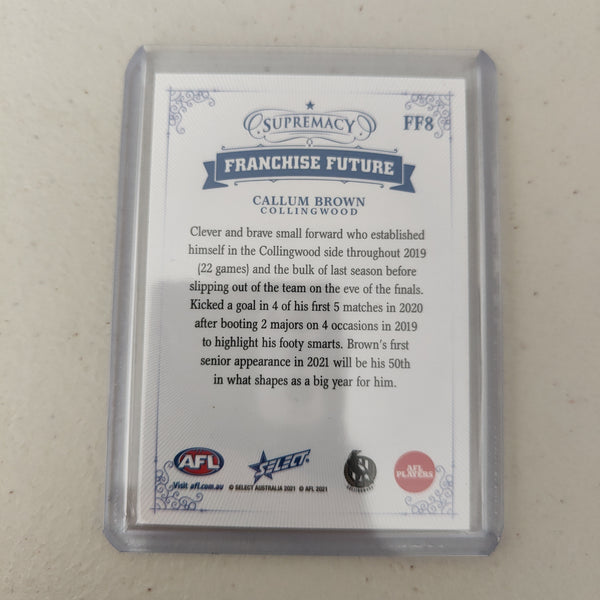 SUPREMACY
FF8
FRANCHISE FUTURE
CALLUM BROWN
COLLINGWOOD
Clever and brave small forward who established
himself in the Collingwood side throughout 2019
(22 games) and the bulk of last season before
slipping out of the team on the eve of the finals.
Kicked a goal in 4 of his first 5 matches in 2020
after booting 2 majors on 4 occasions in 2019
to highlight his footy smarts. Brown's first
senior appearance in 2021 will be his 50th
in what shapes as a big year for him.
AFL
SELECT
AFL
PLAYERS
COLLINGWOOD
Visit afl.com.au
© SELECT AUSTRALIA 2021 © AFL 2021